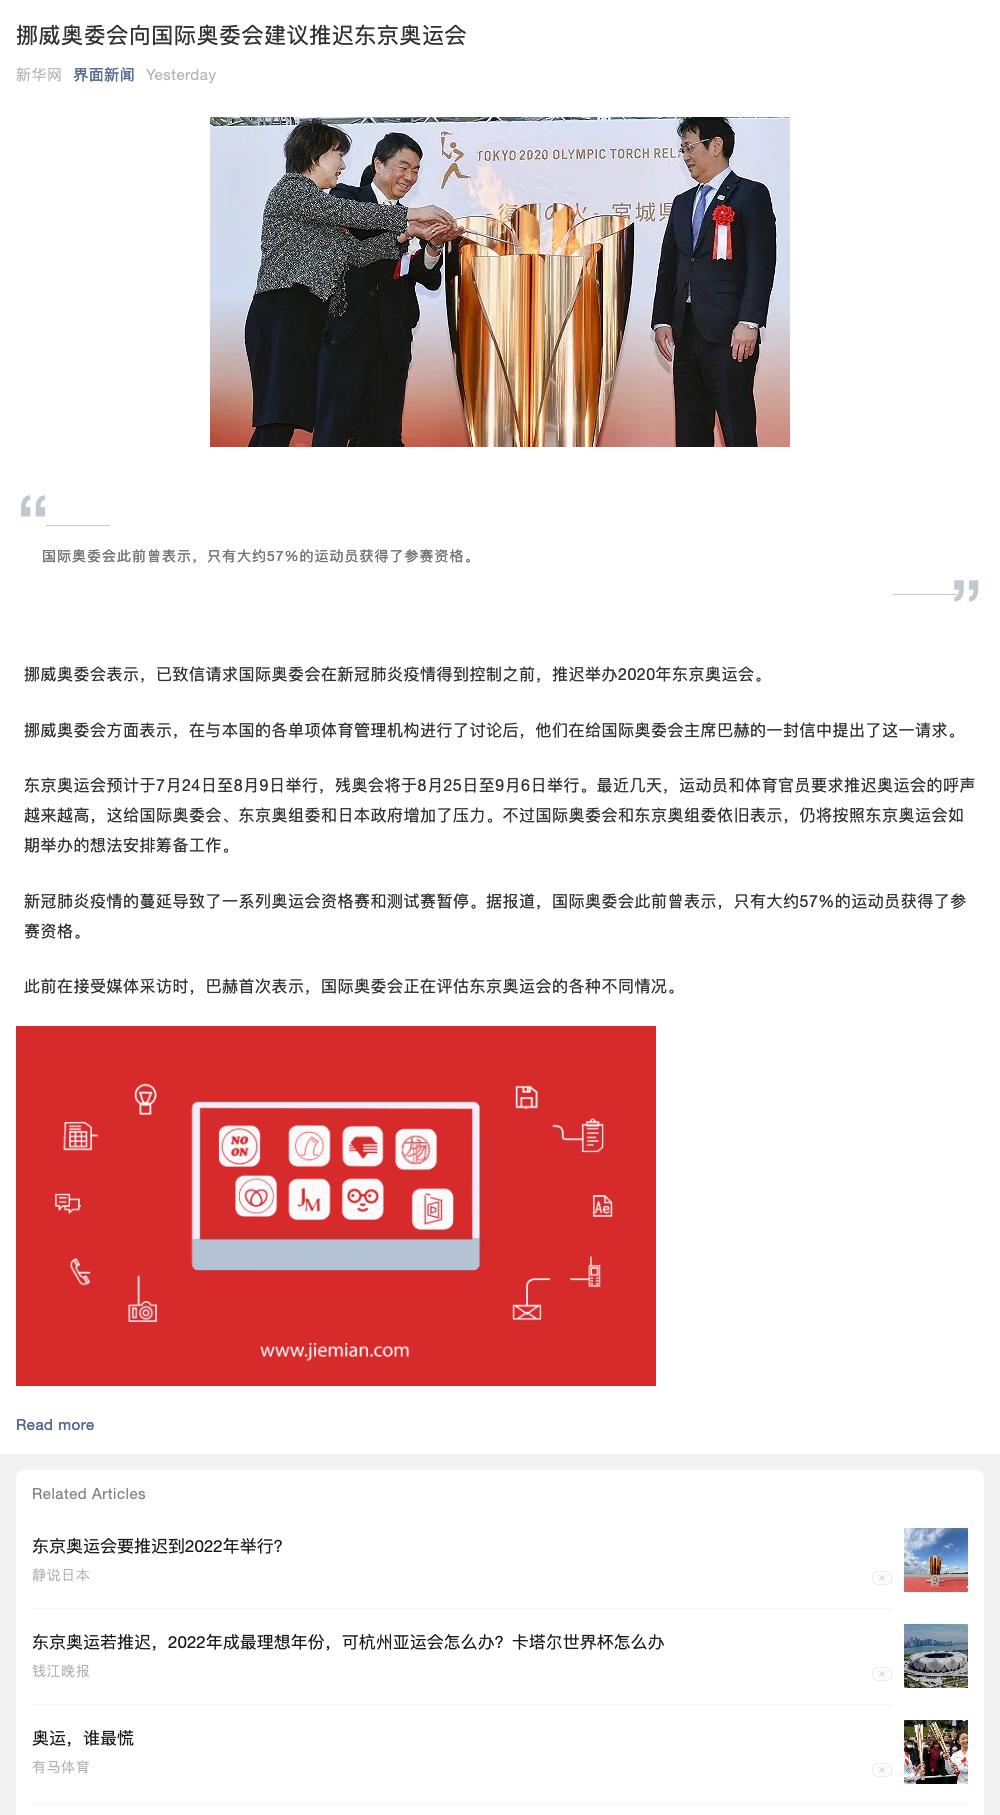 挪威奥委会向国际奥委会建议推迟东京奥运会
新华网 界面新闻 Yesterday
TOKYO 2020 OLYMPIC TORCH RELA
宮城県
国际奥委会此前曾表示，只有大约57%的运动员获得了参赛资格。
挪威奥委会表示，已致信请求国际奥委会在新冠肺炎疫情得到控制之前，推迟举办2020年东京奥运会。
挪威奥委会方面表示，在与本国的各单项体育管理机构进行了讨论后，他们在给国际奥委会主席巴赫的一封信中提出了这一请求。
东京奥运会预计于7月24日至8月9日举行，残奥会将于8月25日至9月6日举行。最近几天，运动员和体育官员要求推迟奥运会的呼声
越来越高，这给国际奥委会、东京奥组委和日本政府增加了压力。不过国际奥委会和东京奥组委依旧表示，仍将按照东京奥运会如
期举办的想法安排筹备工作。
新冠肺炎疫情的蔓延导致了一系列奥运会资格赛和测试赛暂停。据报道，国际奥委会此前曾表示，只有大约57%的运动员获得了参
赛资格。
此前在接受媒体采访时，巴赫首次表示，国际奥委会正在评估东京奥运会的各种不同情况。
NO
ON
JM
Ae
www.jiemian.com
Read more
Related Articles
东京奥运会要推迟到2022年举行？
静说日本
东京奥运若推迟，2022年成最理想年份，可杭州亚运会怎么办？卡塔尔世界杯怎么办
钱江晚报
奥运，谁最慌
有马体育